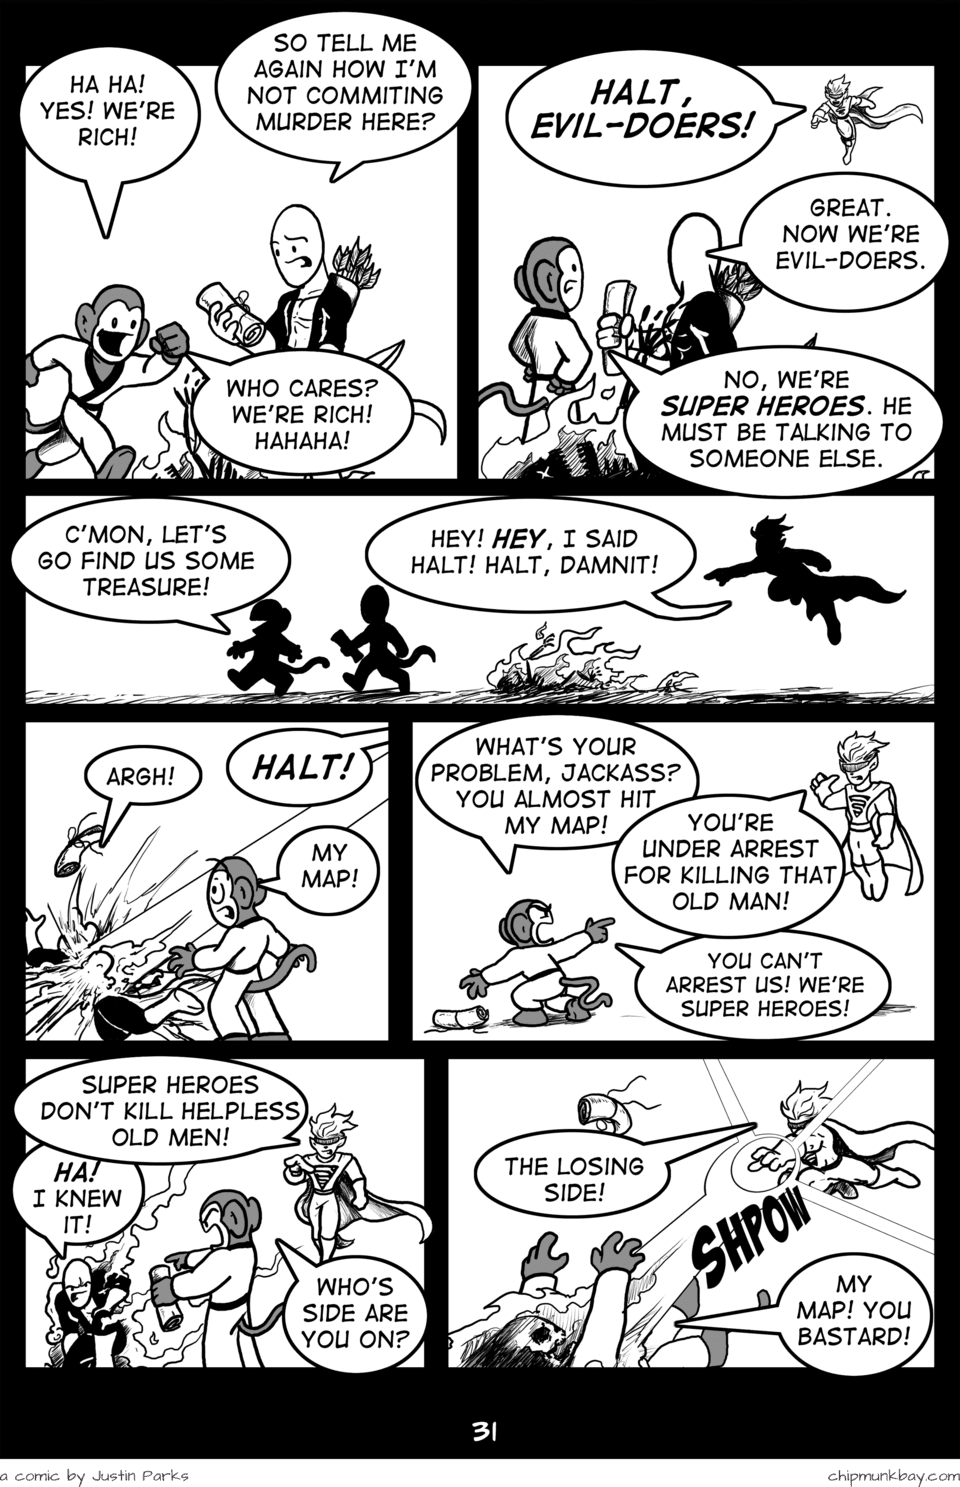 HA HA!
YES! WE'RE
RICH!
SO TELL ME
AGAIN HOW I'M
NOT COMMITING
MURDER HERE?
WHO CARES?
WE'RE RICH!
HAHAHA!
HALT,
EVIL-DOERS!
GREAT.
NOW WE'RE
EVIL-DOERS.
NO, WE'RE
SUPER HEROES. HE
MUST BE TALKING TO
SOMEONE ELSE.
C'MON, LET'S
GO FIND US SOME
TREASURE!
HEY! HEY, I SAID
HALT! HALT, DAMNIT!
ARGH!
HALT!
MY
MAP!
WHAT'S YOUR
PROBLEM, JACKASS?
YOU ALMOST HIT
MY MAP!
YOU'RE
UNDER ARREST
FOR KILLING THAT
OLD MAN!
YOU CAN'T
ARREST US! WE'RE
SUPER HEROES!
SUPER HEROES
DON'T KILL HELPLESS
OLD MEN!
HA!
I KNEW
IT!
WHO'S
SIDE ARE
YOU ON?
THE LOSING
SIDE!
SHPOW
MY
MAP! YOU
BASTARD!
31
a comic by Justin Parks
chipmunkbay.com